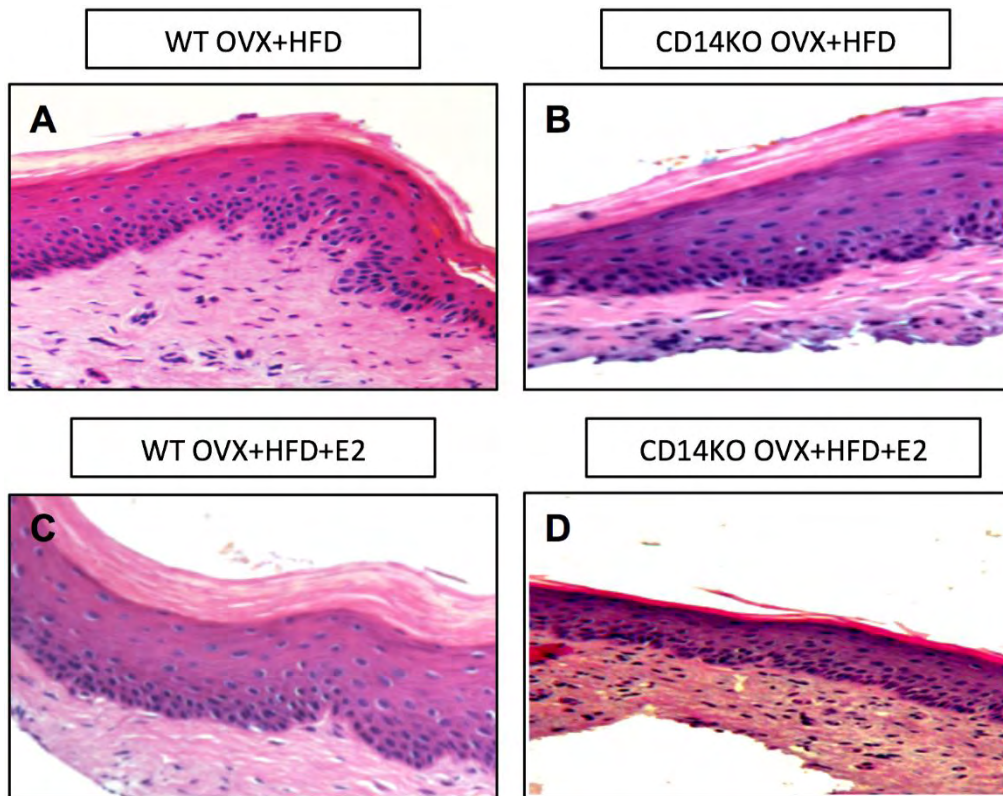 WT OVX+HFD
CD14KO OVX+HFD
A
B
WT OVX+HFD+E2
CD14KO OVX+HFD+E2
C
D